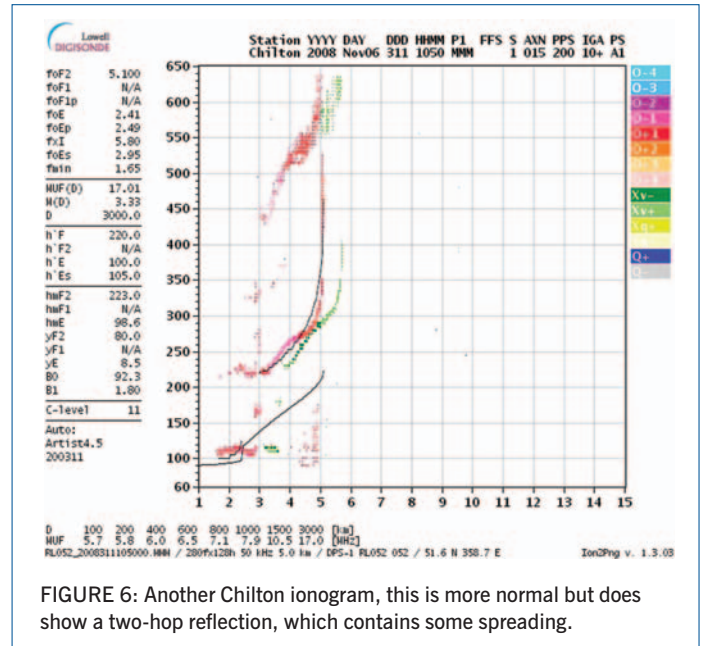 Lowell
DIGISONDE
Station YYYY DAY DDD HHMM P1 FFS S AXN PPS IGA PS
Chilton 2008 Nov06 311 1050 MMM 1 015 200 10+ A1
foF2 5.100
foF1 N/A
foF1p N/A
foE 2.41
foEp 2.49
fxI 5.80
foEs 2.95
fmin 1.65
MUF(D) 17.01
M(D) 3.33
D 3000.0
h`F 220.0
h`F2 N/A
h`E 100.0
h`Es 105.0
hmF2 223.0
hmF1 N/A
hmE 98.6
yF2 80.0
yF1 N/A
yE 8.5
B0 92.3
B1 1.80
C-level 11
Auto:
Artist4.5
200311
650
600
550
500
450
400
350
300
250
200
150
100
60
1 2 3 4 5 6 7 8 9 10 11 12 13 14 15
O-4
O-3
O-2
O-1
O+1
O+2
Xv-
Xv+
Q+
D 100 200 400 600 800 1000 1500 3000 [km]
MUF 5.7 5.8 6.0 6.5 7.1 7.9 10.5 17.0 [MHz]
RL052_2008311105000.MMM / 280fx128h 50 kHz 5.0 km / DPS-1 RL052 052 / 51.6 N 358.7 E Ion2Png v. 1.3.03
FIGURE 6: Another Chilton ionogram, this is more normal but does
show a two-hop reflection, which contains some spreading.